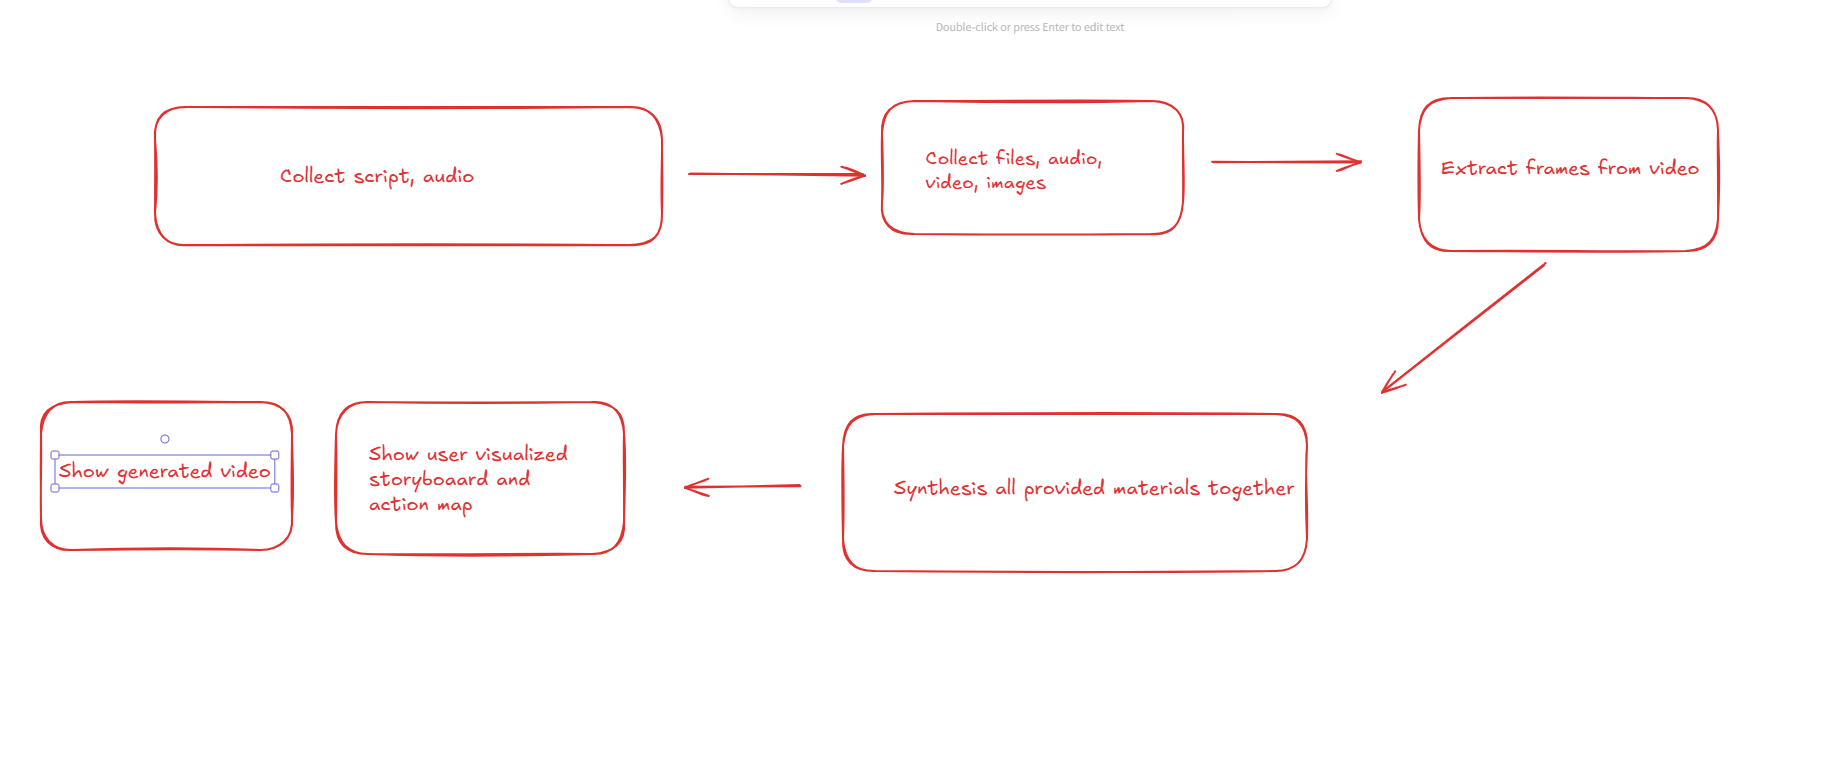 Double-click or press Enter to edit text
Collect script, audio
Collect files, audio,
video, images
Extract frames from video
Show generated video
Show user visualized
storyboaard and
action map
Synthesis all provided materials together